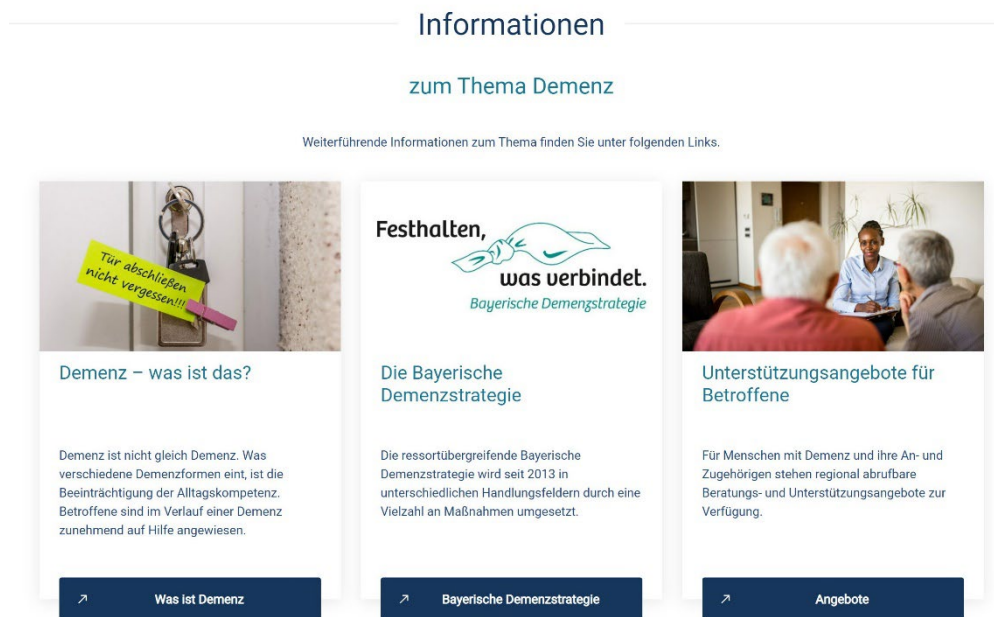 Informationen
zum Thema Demenz
Weiterführende Informationen zum Thema finden Sie unter folgenden Links.
Tür abschließen
nicht vergessen!!!
Demenz – was ist das?
Demenz ist nicht gleich Demenz. Was
verschiedene Demenzformen eint, ist die
Beeinträchtigung der Alltagskompetenz.
Betroffene sind im Verlauf einer Demenz
zunehmend auf Hilfe angewiesen.
Was ist Demenz
Festhalten,
was verbindet.
Bayerische Demenzstrategie
Die Bayerische
Demenzstrategie
Die ressortübergreifende Bayerische
Demenzstrategie wird seit 2013 in
unterschiedlichen Handlungsfeldern durch eine
Vielzahl an Maßnahmen umgesetzt.
Bayerische Demenzstrategie
Unterstützungsangebote für
Betroffene
Für Menschen mit Demenz und ihre An- und
Zugehörigen stehen regional abrufbare
Beratungs- und Unterstützungsangebote zur
Verfügung.
Angebote